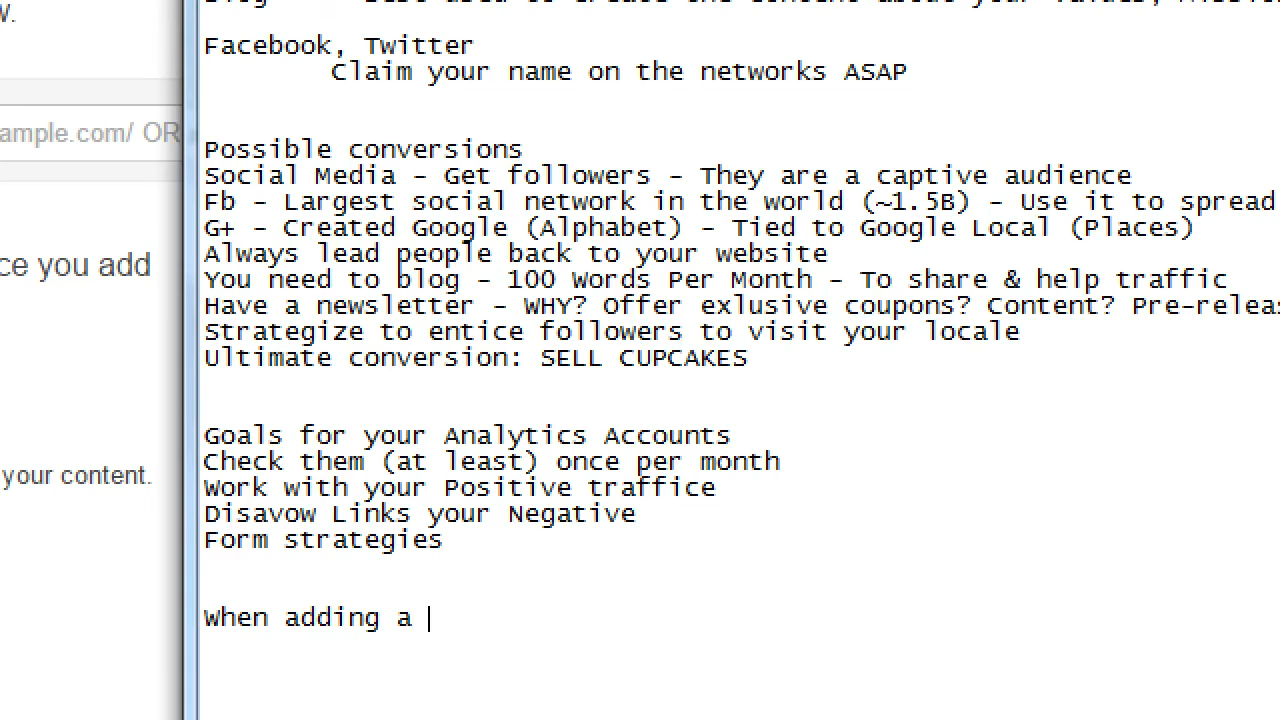 W.
Facebook, Twitter
Claim your name on the networks ASAP
ample.com/ OR
Possible conversions
Social Media - Get followers - They are a captive audience
Fb - Largest social network in the world (~1.5B) - Use it to spread
G+ - Created Google (Alphabet) - Tied to Google Local (Places)
Always lead people back to your website
ce you add
You need to blog - 100 Words Per Month - To share & help traffic
Have a newsletter - WHY? Offer exlusive coupons? Content? Pre-releas
Strategize to entice followers to visit your locale
Ultimate conversion: SELL CUPCAKES
Goals for your Analytics Accounts
Check them (at least) once per month
your content.
Work with your Positive traffice
Disavow Links your Negative
Form strategies
When adding a